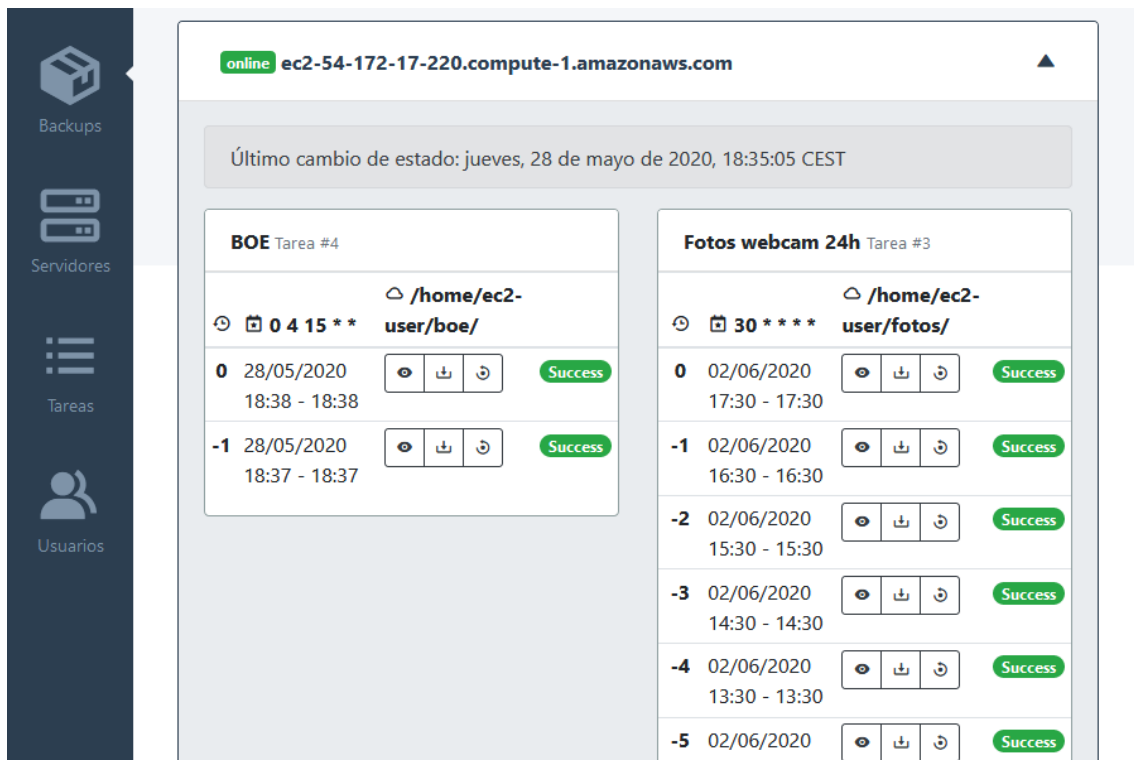 Backups
Servidores
Tareas
Usuarios
online ec2-54-172-17-220.compute-1.amazonaws.com
Último cambio de estado: jueves, 28 de mayo de 2020, 18:35:05 CEST
BOE Tarea #4
0 4 15 * * /home/ec2-
user/boe/
0 28/05/2020 Success
18:38 - 18:38
-1 28/05/2020 Success
18:37 - 18:37
Fotos webcam 24h Tarea #3
30 * * * * /home/ec2-
user/fotos/
0 02/06/2020 Success
17:30 - 17:30
-1 02/06/2020 Success
16:30 - 16:30
-2 02/06/2020 Success
15:30 - 15:30
-3 02/06/2020 Success
14:30 - 14:30
-4 02/06/2020 Success
13:30 - 13:30
-5 02/06/2020 Success